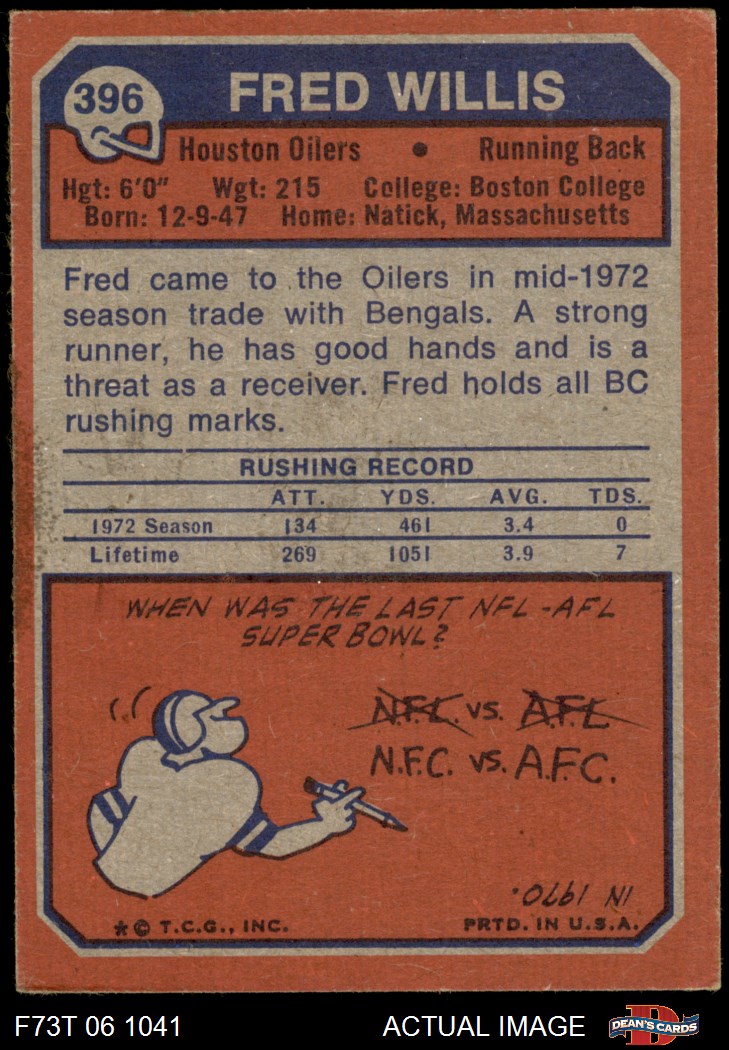 396
FRED WILLIS
Houston Oilers • Running Back
Hgt: 6'0" Wgt: 215 College: Boston College
Born: 12-9-47 Home: Natick, Massachusetts
Fred came to the Oilers in mid-1972
season trade with Bengals. A strong
runner, he has good hands and is a
threat as a receiver. Fred holds all BC
rushing marks.
RUSHING RECORD
ATT. YDS. AVG. TDS.
1972 Season 134 461 3.4 0
Lifetime 269 1051 3.9 7
WHEN WAS THE LAST NFL-AFL
SUPER BOWL?
N.F.L. vs. A.F.L.
N.F.C. vs. A.F.C.
IN 1970.
* © T.C.G., INC. PRTD. IN U.S.A.
F73T 06 1041 ACTUAL IMAGE DEAN'S CARDS